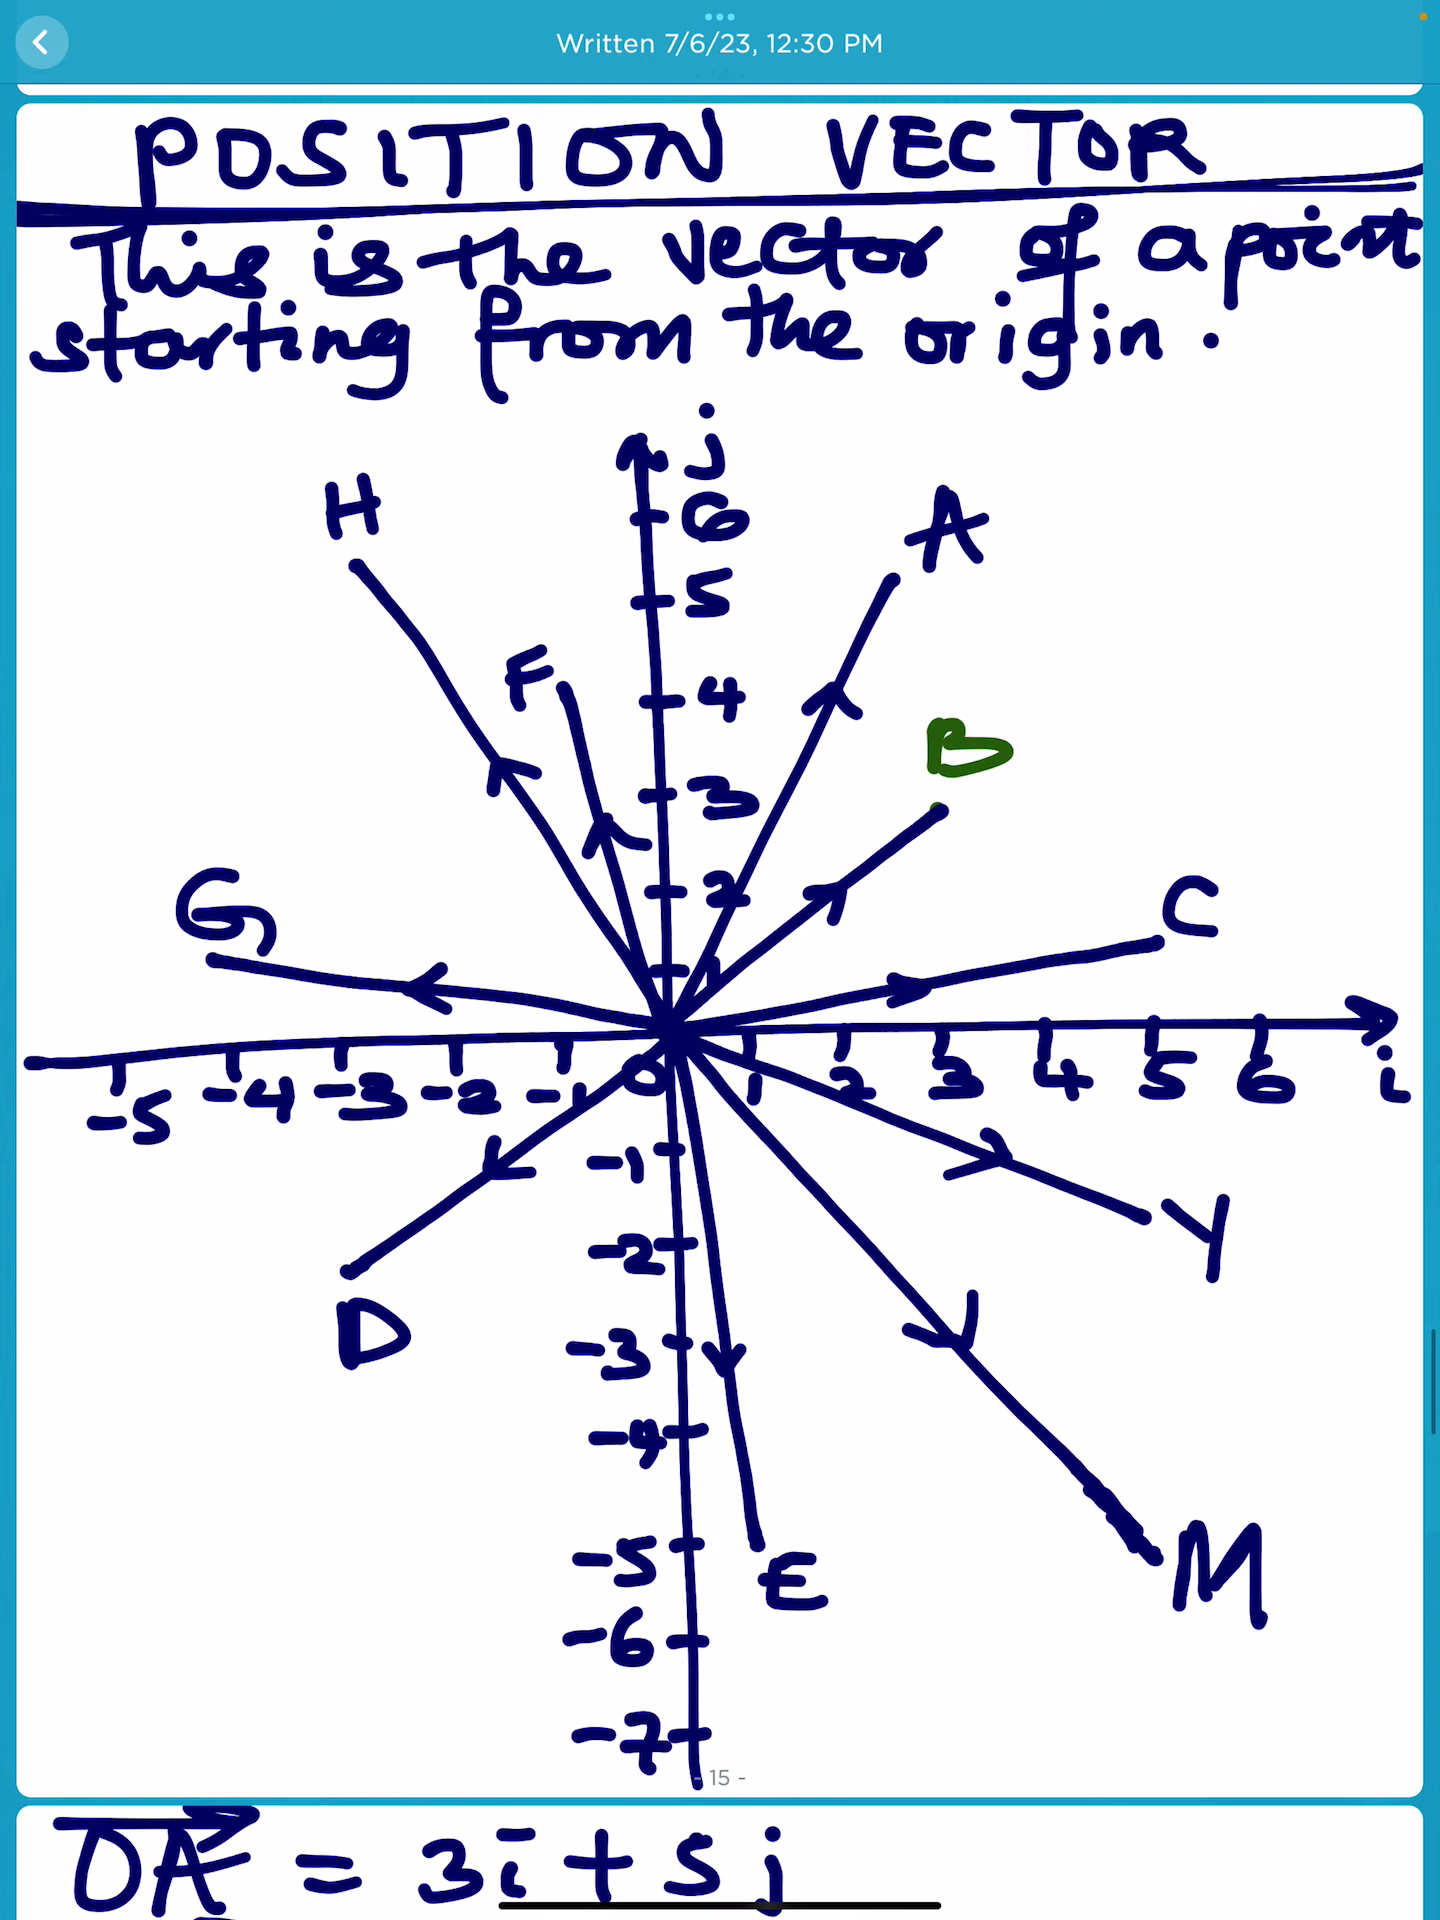 Written 7/6/23, 12:30 PM
POSITION VECTOR
This is the vector of a point
starting from the origin.
j
H
6
A
5
F
4
B
3
G
2
C
1
-5 -4 -3 -2 -1 0 1 2 3 4 5 6 i
-1
Y
-2
D
-3
-4
-5
E
M
-6
-7
- 15 -
OA = 3i + 5j